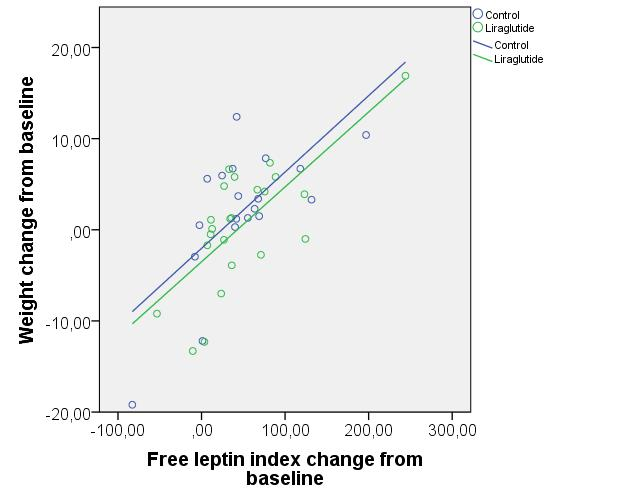 Control
Liraglutide
Control
Liraglutide
Weight change from baseline
20,00
10,00
,00
-10,00
-20,00
-100,00 ,00 100,00 200,00 300,00
Free leptin index change from
baseline